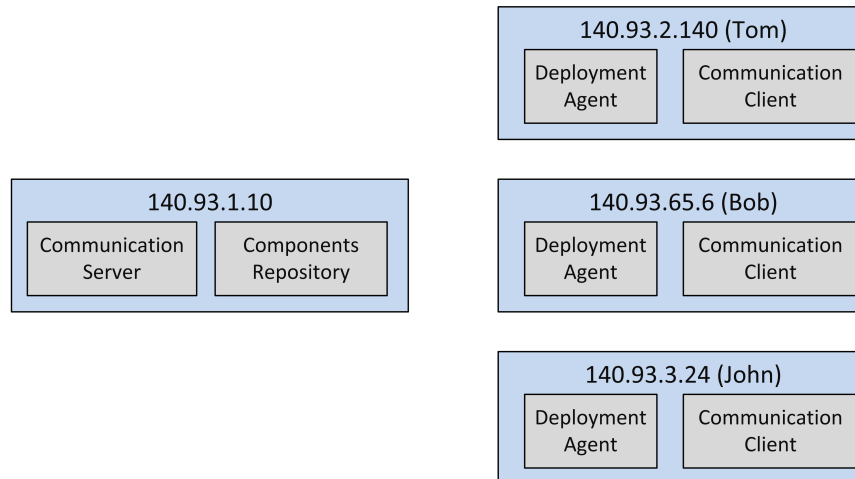 140.93.2.140 (Tom)
Deployment
Agent
Communication
Client
140.93.1.10
Communication
Server
Components
Repository
140.93.65.6 (Bob)
Deployment
Agent
Communication
Client
140.93.3.24 (John)
Deployment
Agent
Communication
Client